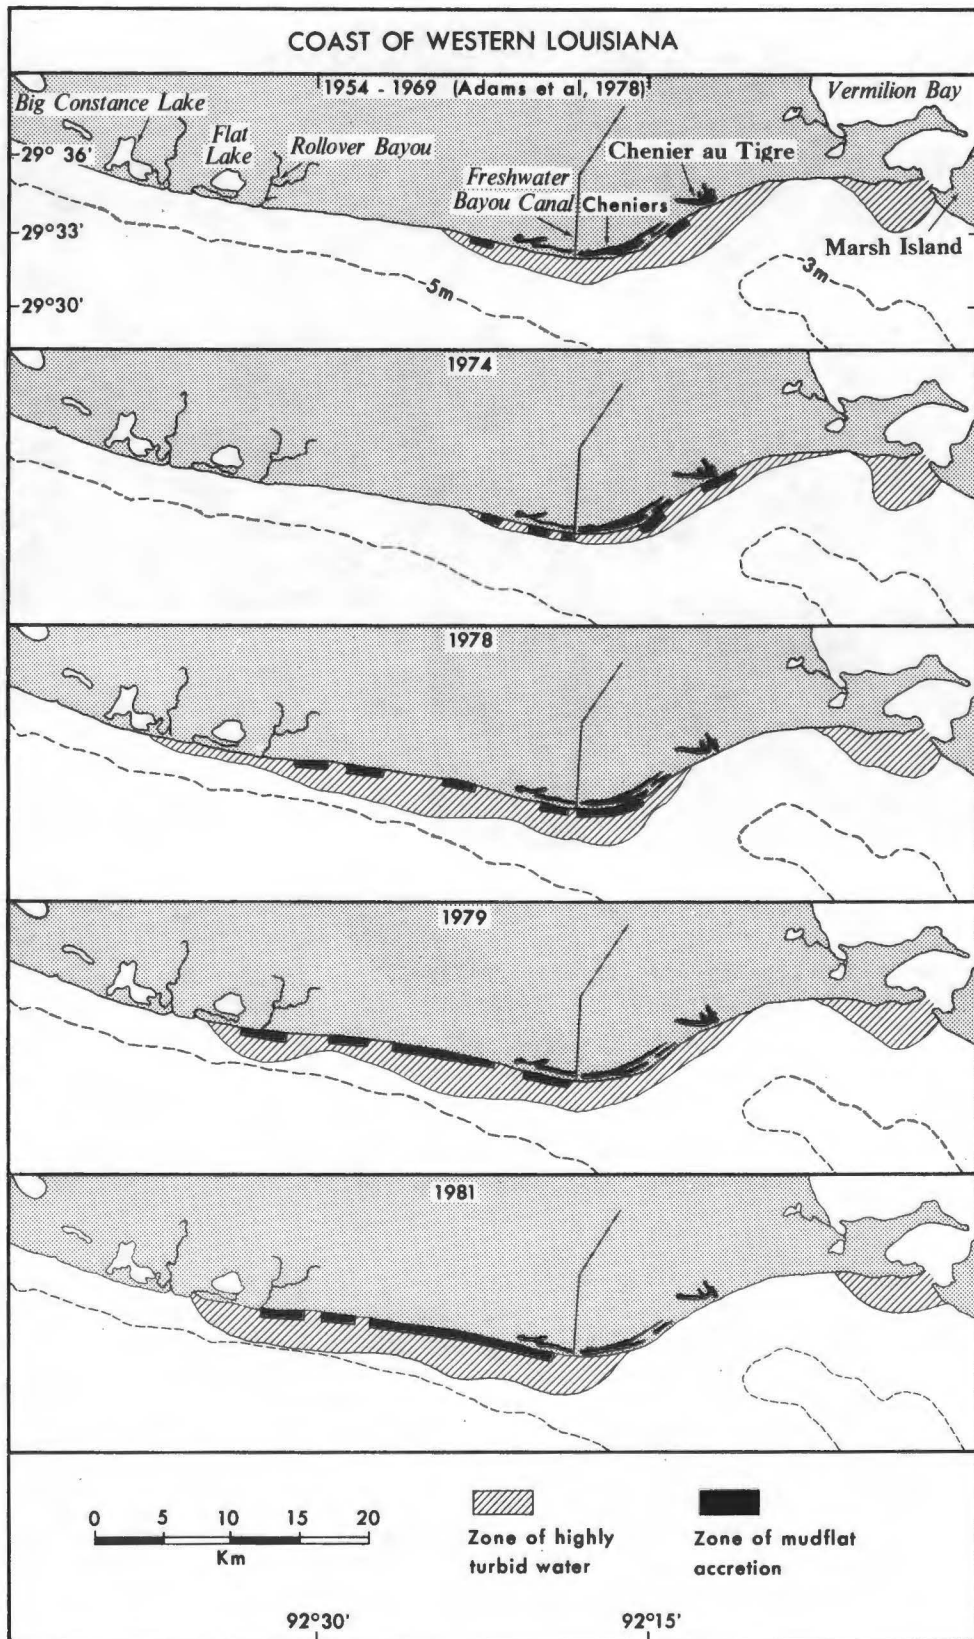 COAST OF WESTERN LOUISIANA
1954 - 1969 (Adams et al, 1978)
Vermilion Bay
Big Constance Lake
Flat
Lake
Rollover Bayou
29° 36'
Chenier au Tigre
Freshwater
Bayou Canal
Cheniers
29°33'
Marsh Island
3m
5m
29°30'
1974
1978
1979
1981
0 5 10 15 20
Km
Zone of highly
turbid water
Zone of mudflat
accretion
92°30' 92°15'